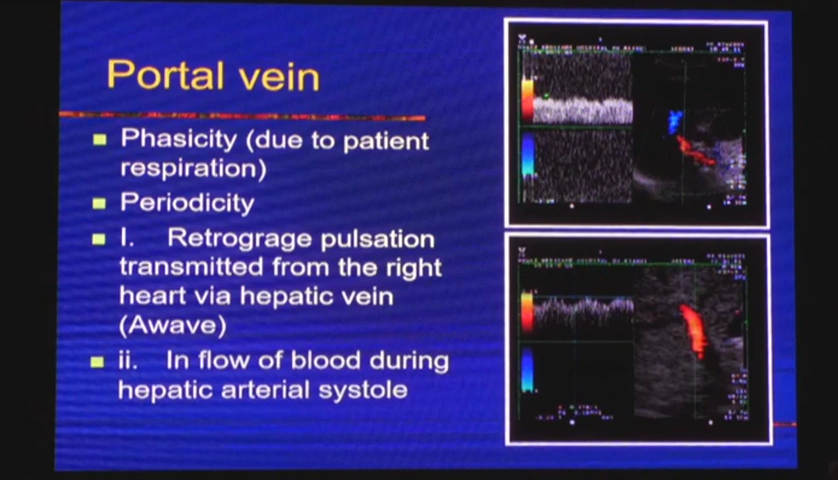 Portal vein
Phasicity (due to patient
respiration)
Periodicity
I. Retrograge pulsation
transmitted from the right
heart via hepatic vein
(Awave)
ii. In flow of blood during
hepatic arterial systole